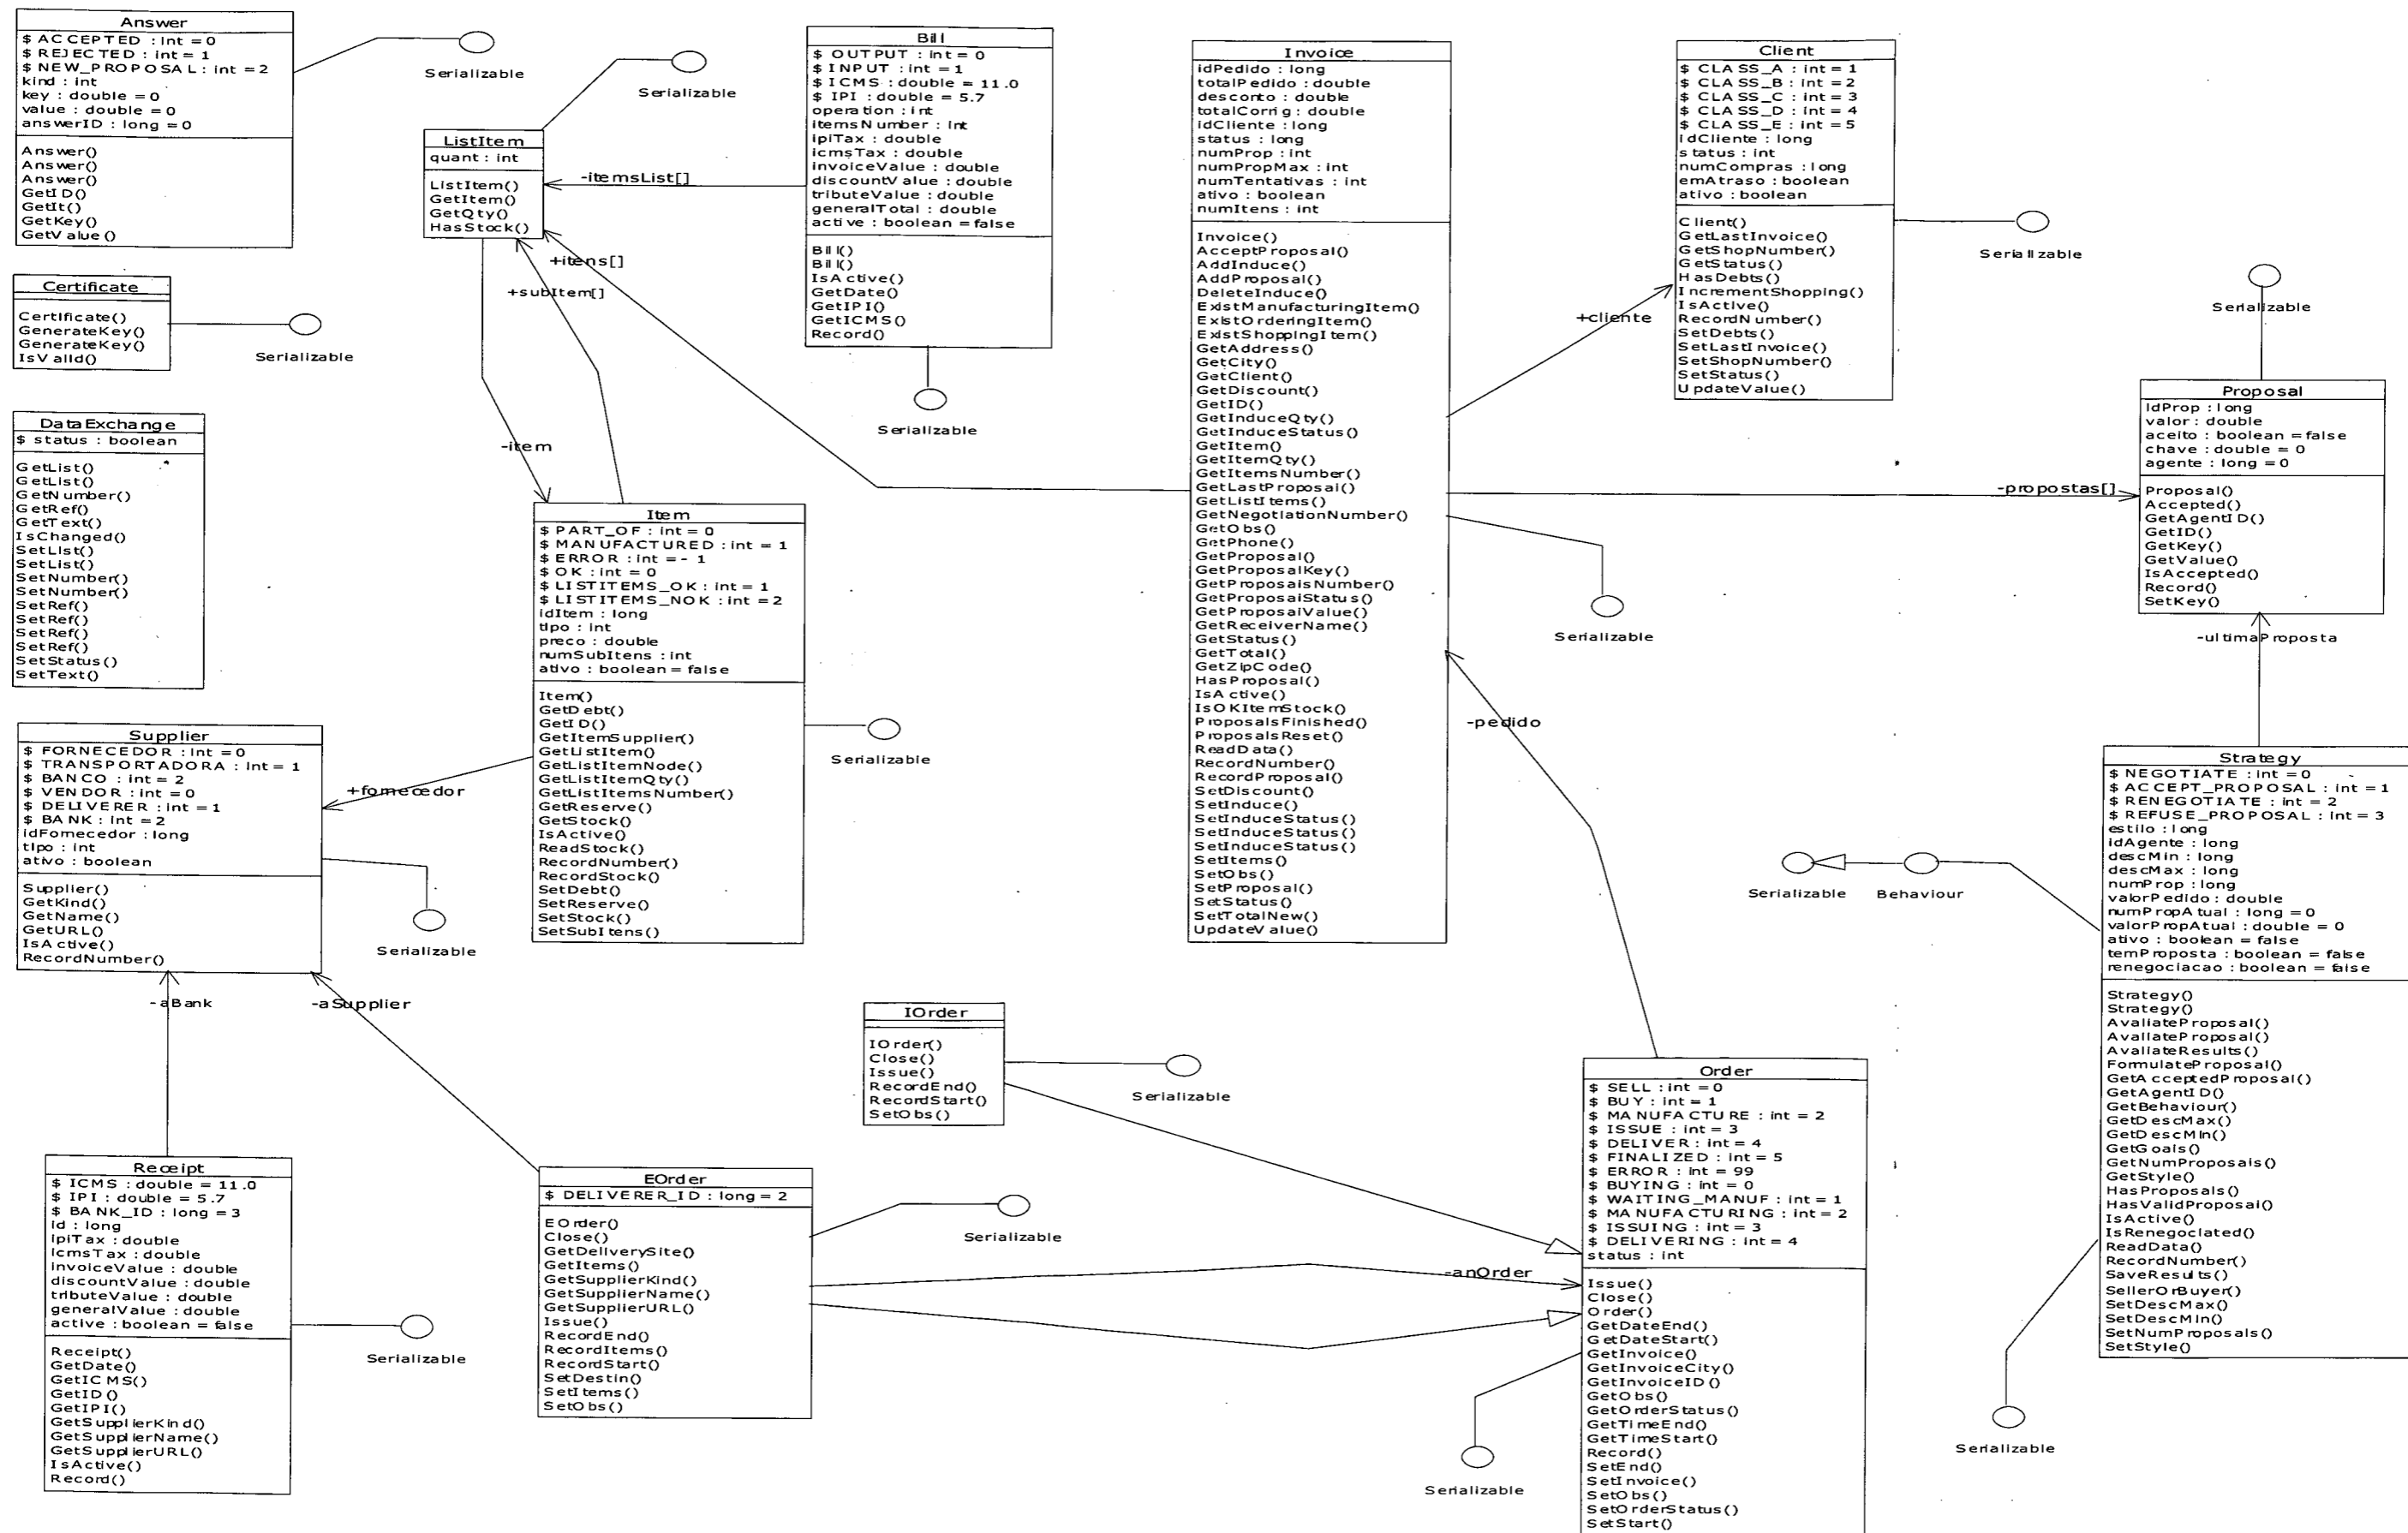 Answer
$ ACCEPTED : int = 0
$ REJECTED : int = 1
$ NEW_PROPOSAL : int = 2
kind : int
key : double = 0
value : double = 0
answerID : long = 0
Answer()
Answer()
Answer()
GetID()
GetIt()
GetKey()
GetValue()
Serializable
Certificate
Certificate()
GenerateKey()
GenerateKey()
IsValid()
Serializable
DataExchange
$ status : boolean
GetList()
GetList()
GetNumber()
GetRef()
GetText()
IsChanged()
SetList()
SetList()
SetNumber()
SetNumber()
SetRef()
SetRef()
SetRef()
SetRef()
SetStatus()
SetText()
ListItem
quant : int
ListItem()
GetItem()
GetQty()
HasStock()
Serializable
-itemsList[]
+itens[]
+subItem[]
-item
Bill
$ OUTPUT : int = 0
$ INPUT : int = 1
$ ICMS : double = 11.0
$ IPI : double = 5.7
operation : int
itemsNumber : int
ipiTax : double
icmsTax : double
invoiceValue : double
discountValue : double
tributeValue : double
generalTotal : double
active : boolean = false
Bill()
Bill()
IsActive()
GetDate()
GetIPI()
GetICMS()
Record()
Serializable
Invoice
idPedido : long
totalPedido : double
desconto : double
totalCorrig : double
idCliente : long
status : long
numProp : int
numPropMax : int
numTentativas : int
ativo : boolean
numItens : int
Invoice()
AcceptProposal()
AddInduce()
AddProposal()
DeleteInduce()
ExistManufacturingItem()
ExistOrderingItem()
ExistShoppingItem()
GetAddress()
GetCity()
GetClient()
GetDiscount()
GetID()
GetInduceQty()
GetInduceStatus()
GetItem()
GetItemQty()
GetItemsNumber()
GetLastProposal()
GetListItems()
GetNegotiationNumber()
GetObs()
GetPhone()
GetProposal()
GetProposalKey()
GetProposalsNumber()
GetProposalStatus()
GetProposalValue()
GetReceiverName()
GetStatus()
GetTotal()
GetZipCode()
HasProposal()
IsActive()
IsOKItemStock()
ProposalsFinished()
ProposalsReset()
ReadData()
RecordNumber()
RecordProposal()
SetDiscount()
SetInduce()
SetInduceStatus()
SetInduceStatus()
SetInduceStatus()
SetItems()
SetObs()
SetProposal()
SetStatus()
SetTotalNew()
UpdateValue()
Serializable
+cliente
-propostas[]
-pedido
Client
$ CLASS_A : int = 1
$ CLASS_B : int = 2
$ CLASS_C : int = 3
$ CLASS_D : int = 4
$ CLASS_E : int = 5
idCliente : long
status : int
numCompras : long
emAtraso : boolean
ativo : boolean
Client()
GetLastInvoice()
GetShopNumber()
GetStatus()
HasDebts()
IncrementShopping()
IsActive()
RecordNumber()
SetDebts()
SetLastInvoice()
SetShopNumber()
SetStatus()
UpdateValue()
Serializable
Serializable
Proposal
idProp : long
valor : double
aceito : boolean = false
chave : double = 0
agente : long = 0
Proposal()
Accepted()
GetAgentID()
GetID()
GetKey()
GetValue()
IsAccepted()
Record()
SetKey()
-ultimaProposta
Item
$ PART_OF : int = 0
$ MANUFACTURED : int = 1
$ ERROR : int = - 1
$ OK : int = 0
$ LISTITEMS_OK : int = 1
$ LISTITEMS_NOK : int = 2
idItem : long
tipo : int
preco : double
numSubItens : int
ativo : boolean = false
Item()
GetDebt()
GetID()
GetItemSupplier()
GetListItem()
GetListItemNode()
GetListItemQty()
GetListItemsNumber()
GetReserve()
GetStock()
IsActive()
ReadStock()
RecordNumber()
RecordStock()
SetDebt()
SetReserve()
SetStock()
SetSubItens()
Serializable
+fornecedor
Supplier
$ FORNECEDOR : int = 0
$ TRANSPORTADORA : int = 1
$ BANCO : int = 2
$ VENDOR : int = 0
$ DELIVERER : int = 1
$ BANK : int = 2
idFornecedor : long
tipo : int
ativo : boolean
Supplier()
GetKind()
GetName()
GetURL()
IsActive()
RecordNumber()
Serializable
-aBank
-aSupplier
Strategy
$ NEGOTIATE : int = 0
$ ACCEPT_PROPOSAL : int = 1
$ RENEGOTIATE : int = 2
$ REFUSE_PROPOSAL : int = 3
estilo : long
idAgente : long
descMin : long
descMax : long
numProp : long
valorPedido : double
numPropAtual : long = 0
valorPropAtual : double = 0
ativo : boolean = false
temProposta : boolean = false
renegociacao : boolean = false
Strategy()
Strategy()
AvaliateProposal()
AvaliateProposal()
AvaliateResults()
FormulateProposal()
GetAcceptedProposal()
GetAgentID()
GetBehaviour()
GetDescMax()
GetDescMin()
GetGoals()
GetNumProposals()
GetStyle()
HasProposals()
HasValidProposal()
IsActive()
IsRenegociated()
ReadData()
RecordNumber()
SaveResults()
SellerOrBuyer()
SetDescMax()
SetDescMin()
SetNumProposals()
SetStyle()
Serializable
Behaviour
Serializable
IOrder
IOrder()
Close()
Issue()
RecordEnd()
RecordStart()
SetObs()
Serializable
Receipt
$ ICMS : double = 11.0
$ IPI : double = 5.7
$ BANK_ID : long = 3
id : long
ipiTax : double
icmsTax : double
invoiceValue : double
discountValue : double
tributeValue : double
generalValue : double
active : boolean = false
Receipt()
GetDate()
GetICMS()
GetID()
GetIPI()
GetSupplierKind()
GetSupplierName()
GetSupplierURL()
IsActive()
Record()
Serializable
EOrder
$ DELIVERER_ID : long = 2
EOrder()
Close()
GetDeliverySite()
GetItems()
GetSupplierKind()
GetSupplierName()
GetSupplierURL()
Issue()
RecordEnd()
RecordItems()
RecordStart()
SetDestin()
SetItems()
SetObs()
Serializable
-anOrder
Order
$ SELL : int = 0
$ BUY : int = 1
$ MANUFACTURE : int = 2
$ ISSUE : int = 3
$ DELIVER : int = 4
$ FINALIZED : int = 5
$ ERROR : int = 99
$ BUYING : int = 0
$ WAITING_MANUF : int = 1
$ MANUFACTURING : int = 2
$ ISSUING : int = 3
$ DELIVERING : int = 4
status : int
Issue()
Close()
Order()
GetDateEnd()
GetDateStart()
GetInvoice()
GetInvoiceCity()
GetInvoiceID()
GetObs()
GetOrderStatus()
GetTimeEnd()
GetTimeStart()
Record()
SetEnd()
SetInvoice()
SetObs()
SetOrderStatus()
SetStart()
Serializable